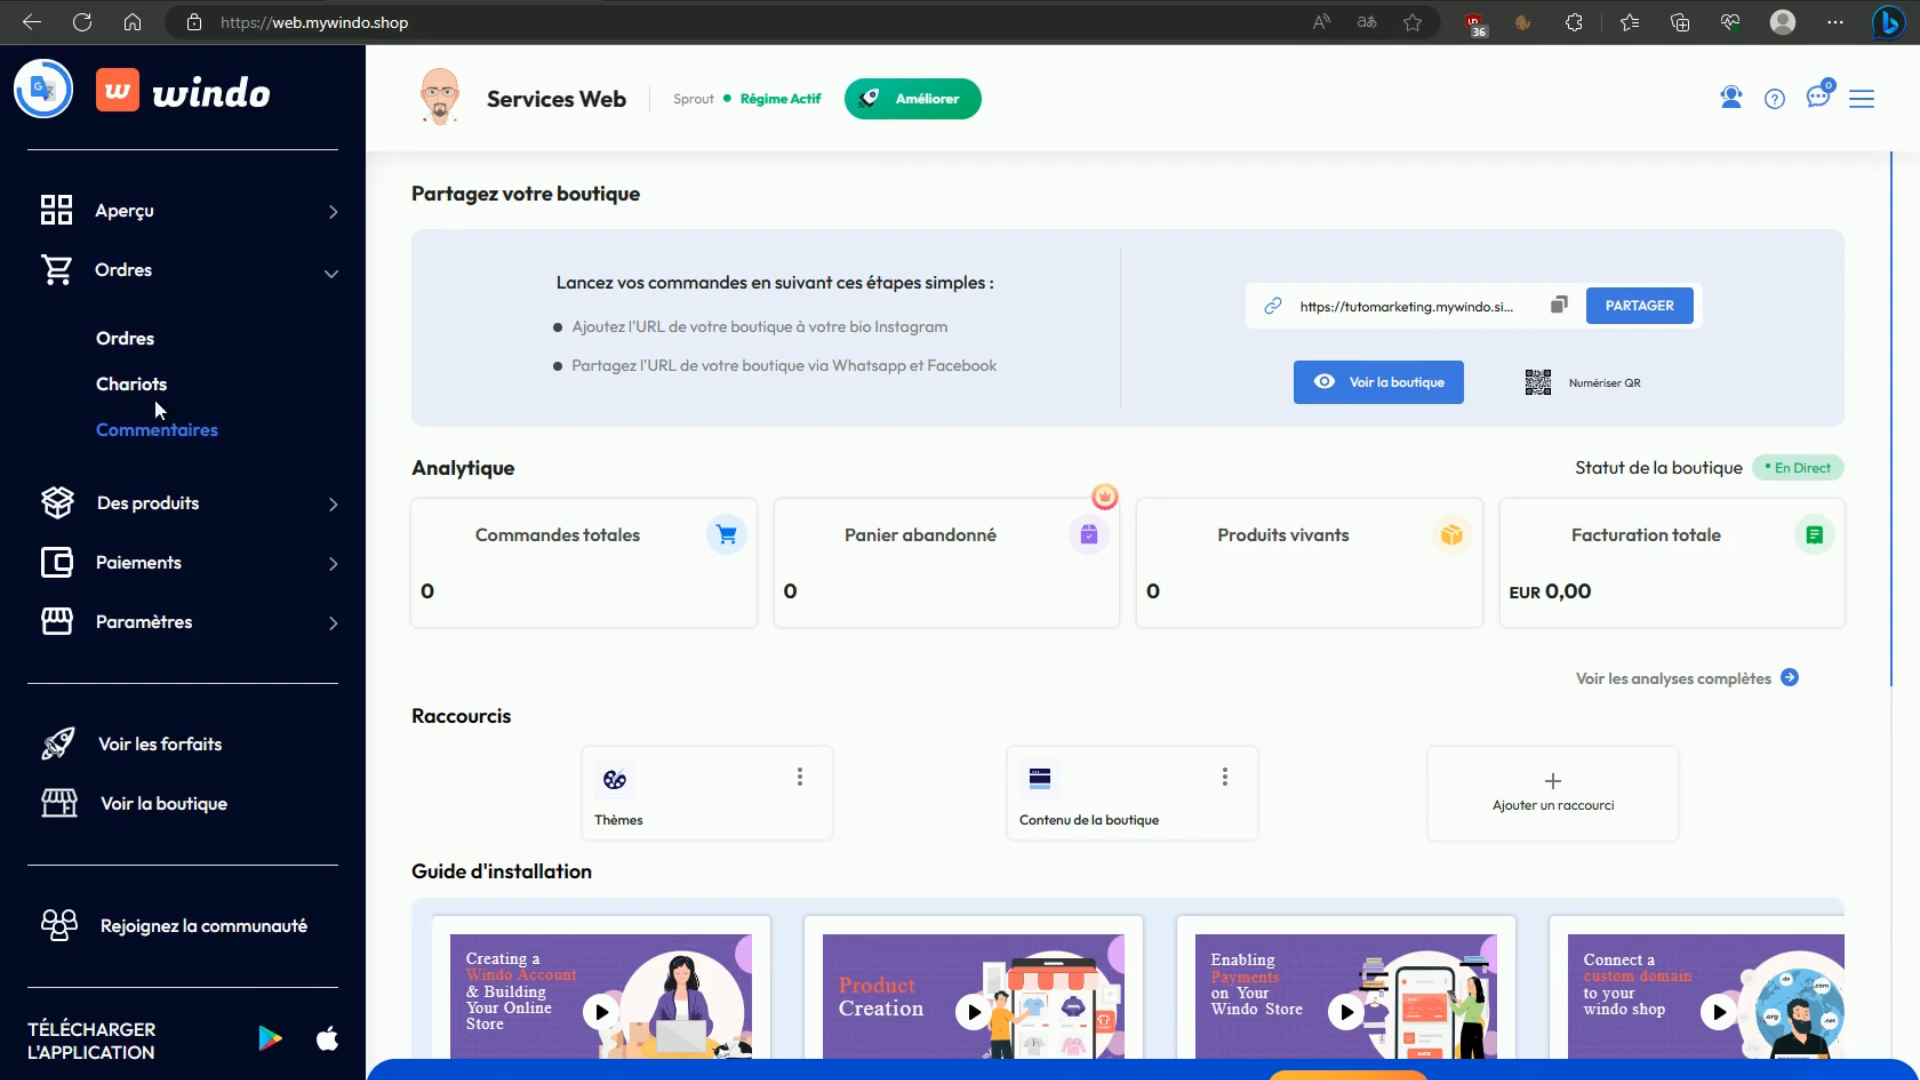 https://web.mywindo.shop
36
windo
Services Web
Sprout
Régime Actif
Améliorer
0
Aperçu
Ordres
Ordres
Chariots
Commentaires
Des produits
Paiements
Paramètres
Voir les forfaits
Voir la boutique
Rejoignez la communauté
TÉLÉCHARGER
L'APPLICATION
Partagez votre boutique
Lancez vos commandes en suivant ces étapes simples :
Ajoutez l'URL de votre boutique à votre bio Instagram
Partagez l'URL de votre boutique via Whatsapp et Facebook
https://tutomarketing.mywindo.si...
PARTAGER
Voir la boutique
Numériser QR
Analytique
Statut de la boutique
En Direct
Commandes totales
0
Panier abandonné
0
Produits vivants
0
Facturation totale
EUR 0,00
Voir les analyses complètes
Raccourcis
Thèmes
Contenu de la boutique
Ajouter un raccourci
Guide d'installation
Creating a
Windo Account
& Building
Your Online
Store
Product
Creation
Enabling
Payments
on Your
Windo Store
Connect a
custom domain
to your
windo shop
.com
.org